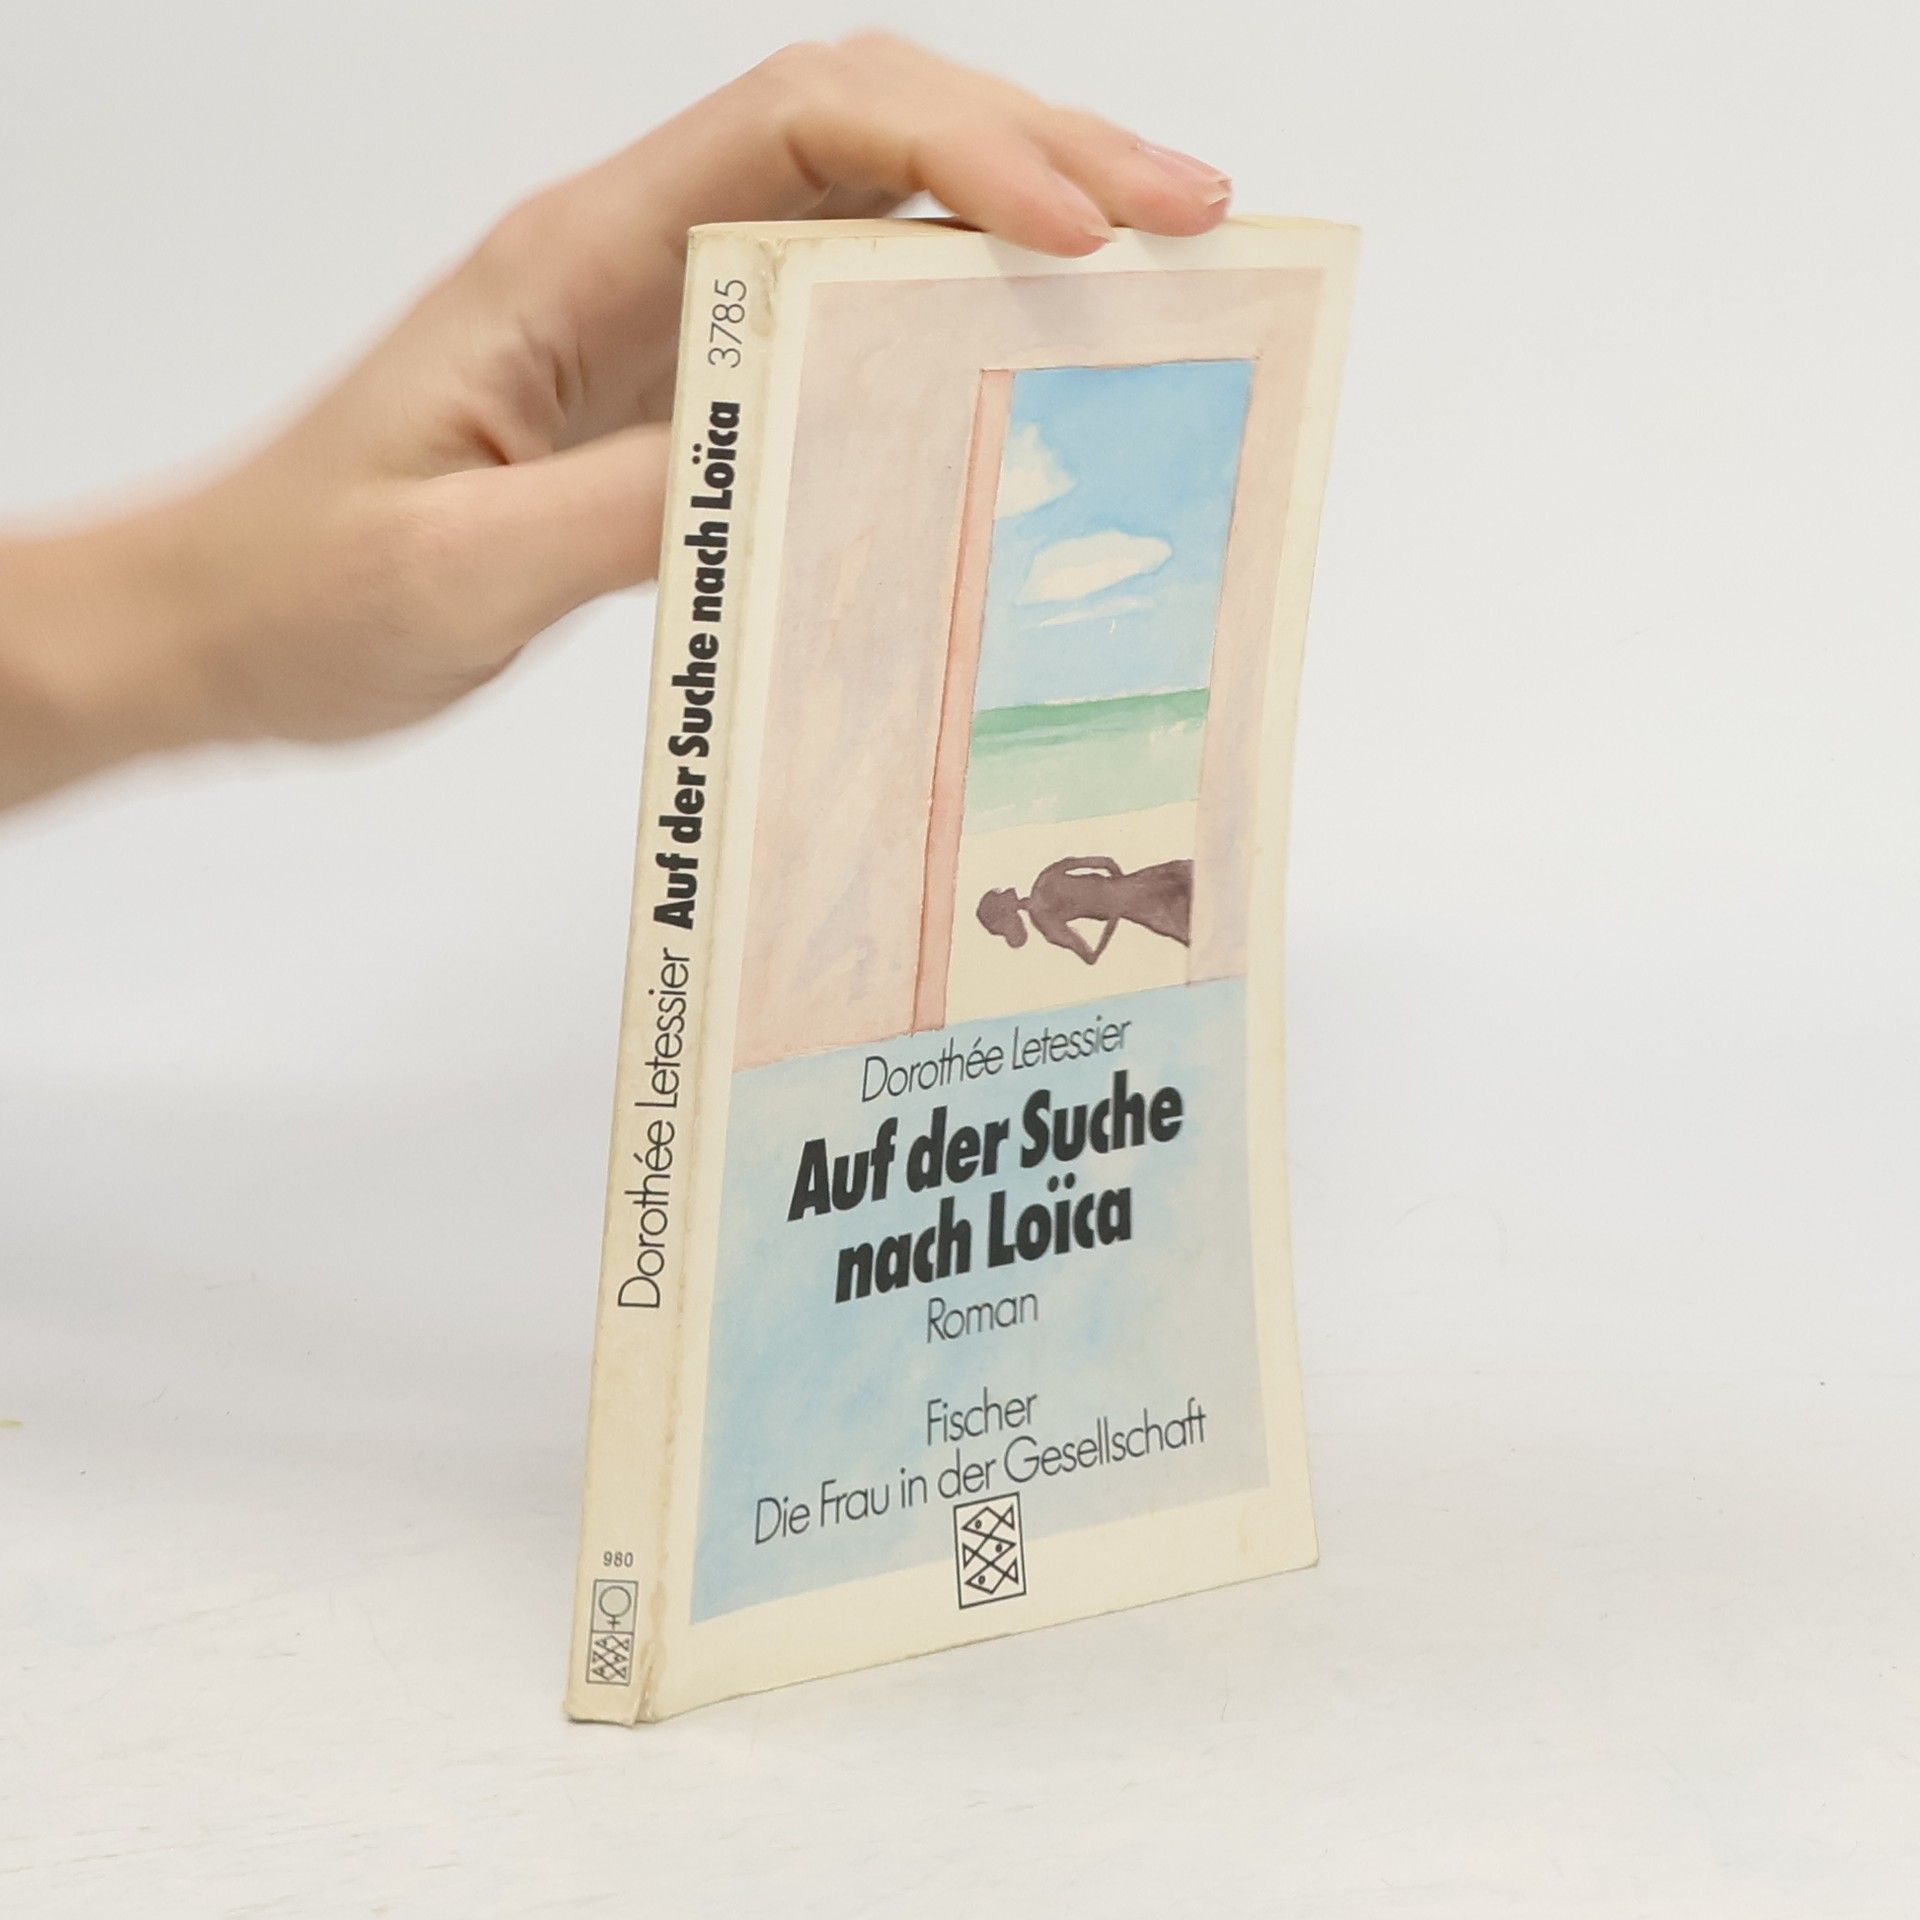 Dorothée Letessier Auf der Suche nach Loïca 3785
980
Dorothée Letessier
Auf der Suche
nach Loïca
Roman
Fischer
Die Frau in der Gesellschaft